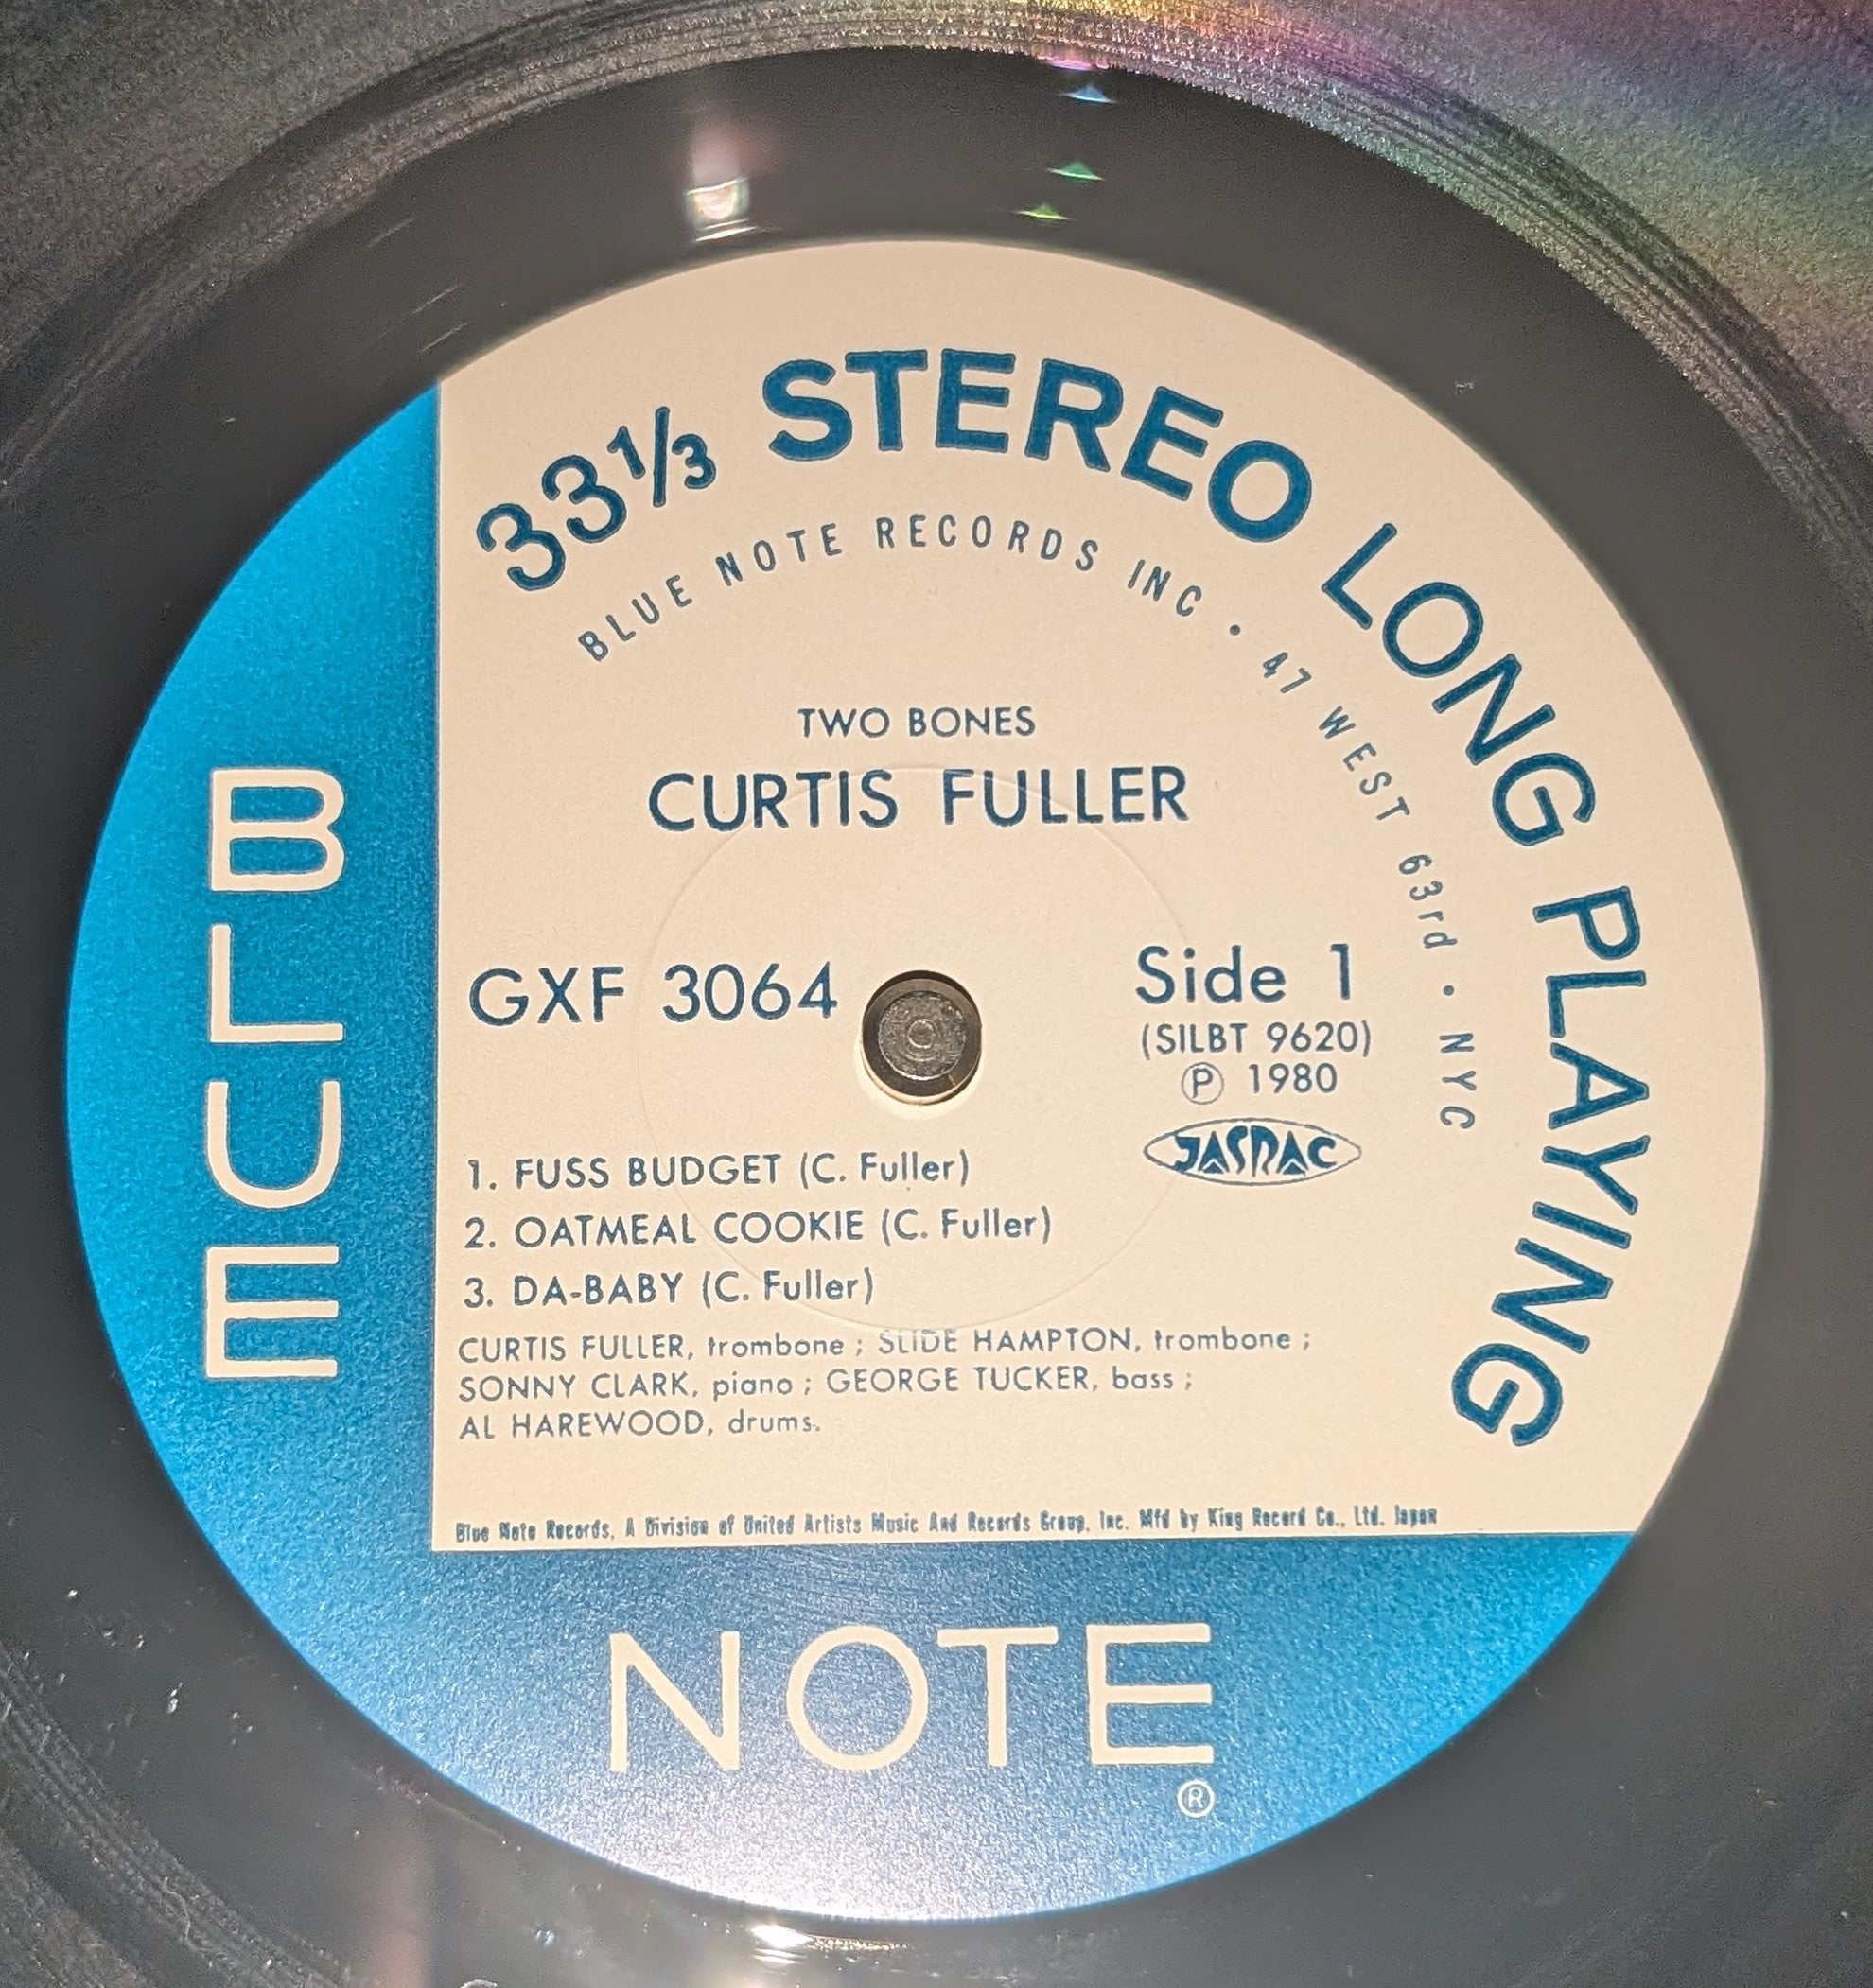 33⅓ STEREO LONG PLAYING
BLUE NOTE RECORDS INC • 47 WEST 63rd • NYC
TWO BONES
CURTIS FULLER
GXF 3064
Side 1
(SILBT 9620)
Ⓟ 1980
JASRAC
1. FUSS BUDGET (C. Fuller)
2. OATMEAL COOKIE (C. Fuller)
3. DA-BABY (C. Fuller)
CURTIS FULLER, trombone ; SLIDE HAMPTON, trombone ;
SONNY CLARK, piano ; GEORGE TUCKER, bass ;
AL HAREWOOD, drums.
Blue Note Records, A Division of United Artists Music And Records Group, Inc. Mfd by King Record Co., Ltd. Japan
BLUE
NOTE
®